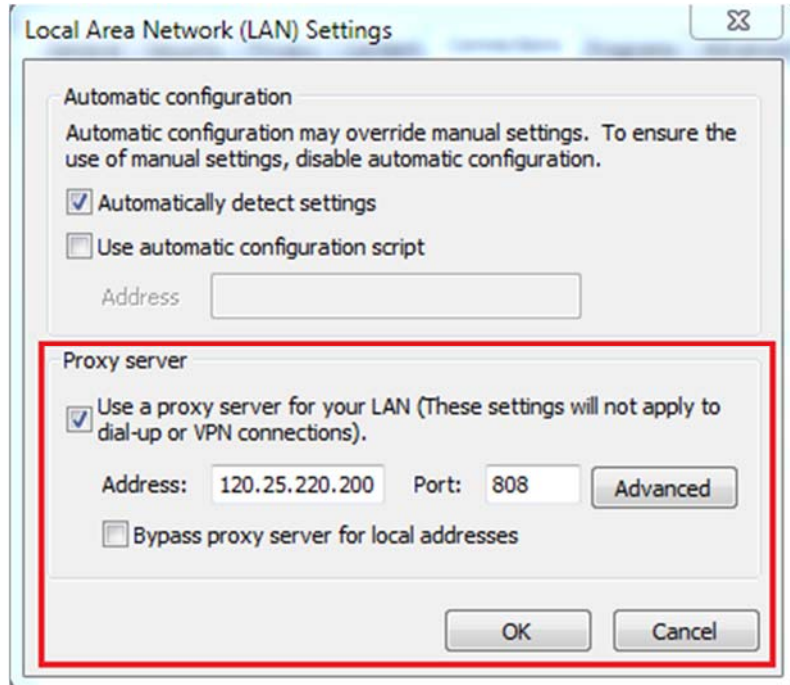 Local Area Network (LAN) Settings
Automatic configuration
Automatic configuration may override manual settings. To ensure the
use of manual settings, disable automatic configuration.
Automatically detect settings
Use automatic configuration script
Address
Proxy server
Use a proxy server for your LAN (These settings will not apply to
dial-up or VPN connections).
Address: 120.25.220.200 Port: 808 Advanced
Bypass proxy server for local addresses
OK Cancel